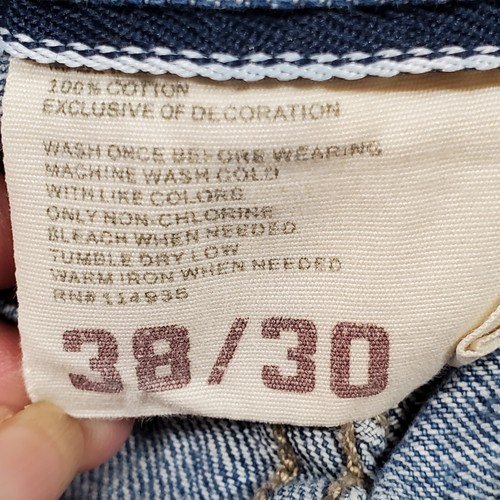 100% COTTON
EXCLUSIVE OF DECORATION
WASH ONCE BEFORE WEARING
MACHINE WASH COLD
WITH LIKE COLORS
ONLY NON-CHLORINE
BLEACH WHEN NEEDED
TUMBLE DRY LOW
WARM IRON WHEN NEEDED
RN# 114935
38/30